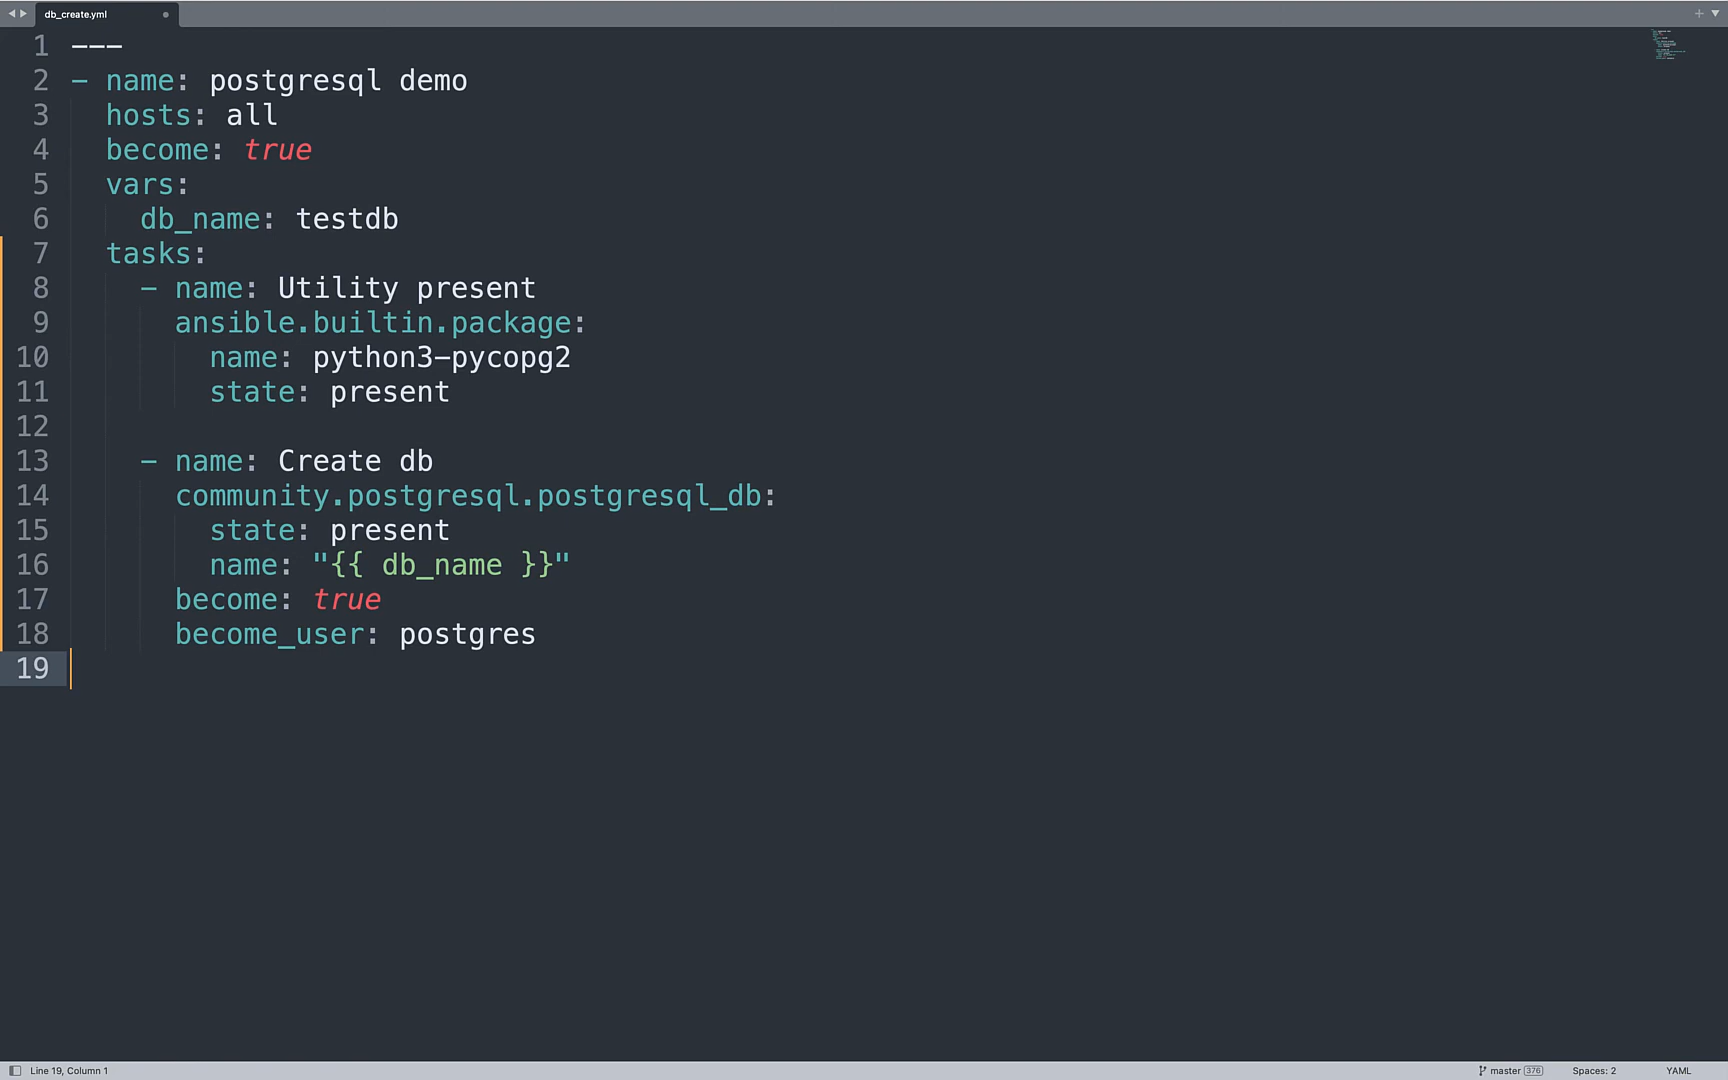 db_create.yml
1 ---
2 - name: postgresql demo
3 hosts: all
4 become: true
5 vars:
6 db_name: testdb
7 tasks:
8 - name: Utility present
9 ansible.builtin.package:
10 name: python3-pycopg2
11 state: present
12
13 - name: Create db
14 community.postgresql.postgresql_db:
15 state: present
16 name: "{{ db_name }}"
17 become: true
18 become_user: postgres
19
Line 19, Column 1 master 376 Spaces: 2 YAML